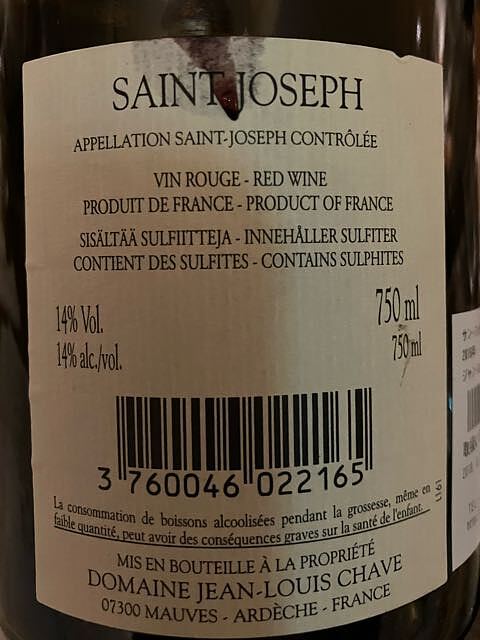 SAINT JOSEPH
APPELLATION SAINT-JOSEPH CONTRÔLÉE
VIN ROUGE - RED WINE
PRODUIT DE FRANCE - PRODUCT OF FRANCE
SISÄLTÄÄ SULFIITTEJA - INNEHÅLLER SULFITER
CONTIENT DES SULFITES - CONTAINS SULPHITES
14% Vol.
750 ml
14% alc./vol.
750 ml
3 760046 022165
La consommation de boissons alcoolisées pendant la grossesse, même en
faible quantité, peut avoir des conséquences graves sur la santé de l'enfant.
MIS EN BOUTEILLE À LA PROPRIÉTÉ
DOMAINE JEAN-LOUIS CHAVE
07300 MAUVES - ARDÈCHE - FRANCE